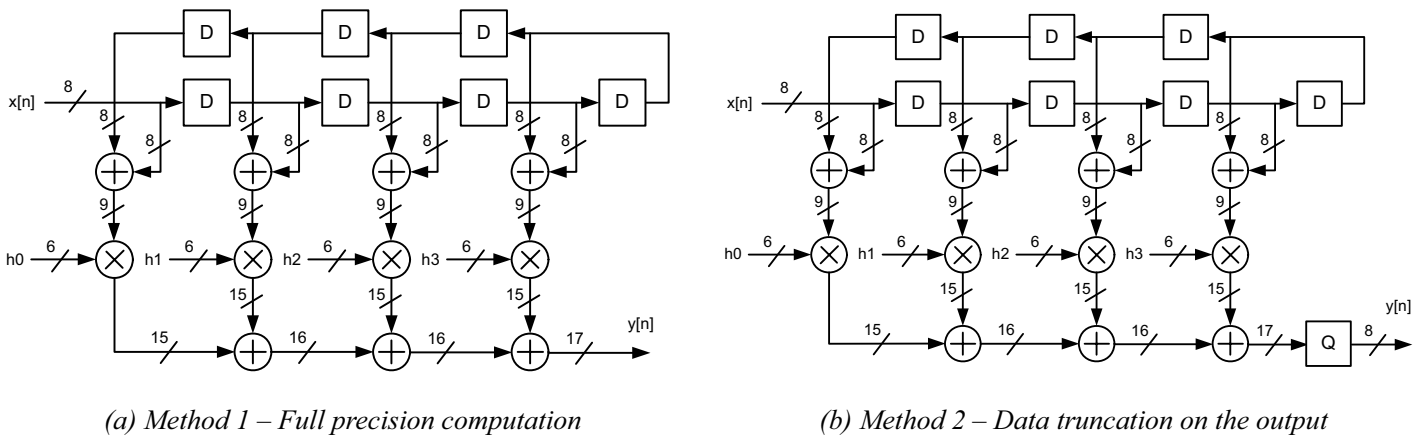 D D D
D D D
x[n] 8 D D D D
x[n] 8 D D D D
8 8 8 8 8 8 8 8
8 8 8 8 8 8 8 8
9 9 9 9
9 9 9 9
h0 6 h1 6 h2 6 h3 6
h0 6 h1 6 h2 6 h3 6
15 15 15
15 15 15
15 16 16 17 y[n]
15 16 16 17 Q 8 y[n]
(a) Method 1 – Full precision computation
(b) Method 2 – Data truncation on the output